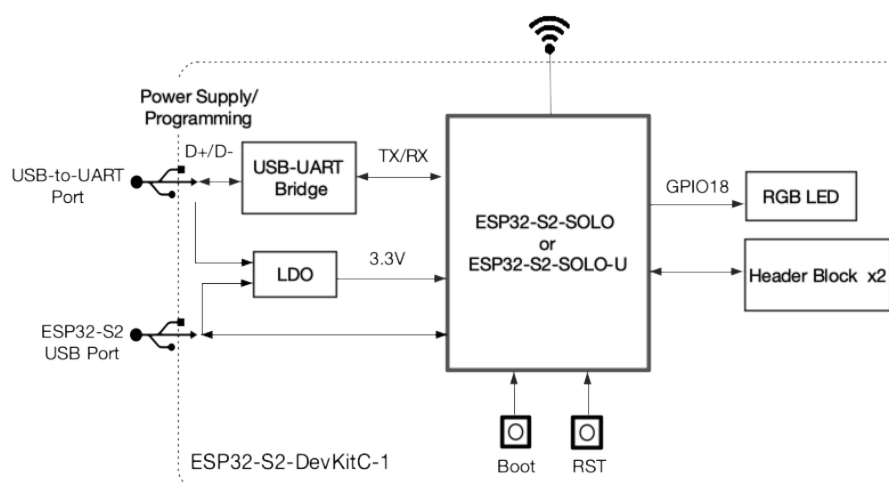 Power Supply/
Programming
USB-to-UART
Port
D+/D-
USB-UART
Bridge
TX/RX
ESP32-S2-SOLO
or
ESP32-S2-SOLO-U
GPIO18
RGB LED
LDO
3.3V
Header Block x2
ESP32-S2
USB Port
Boot
RST
ESP32-S2-DevKitC-1